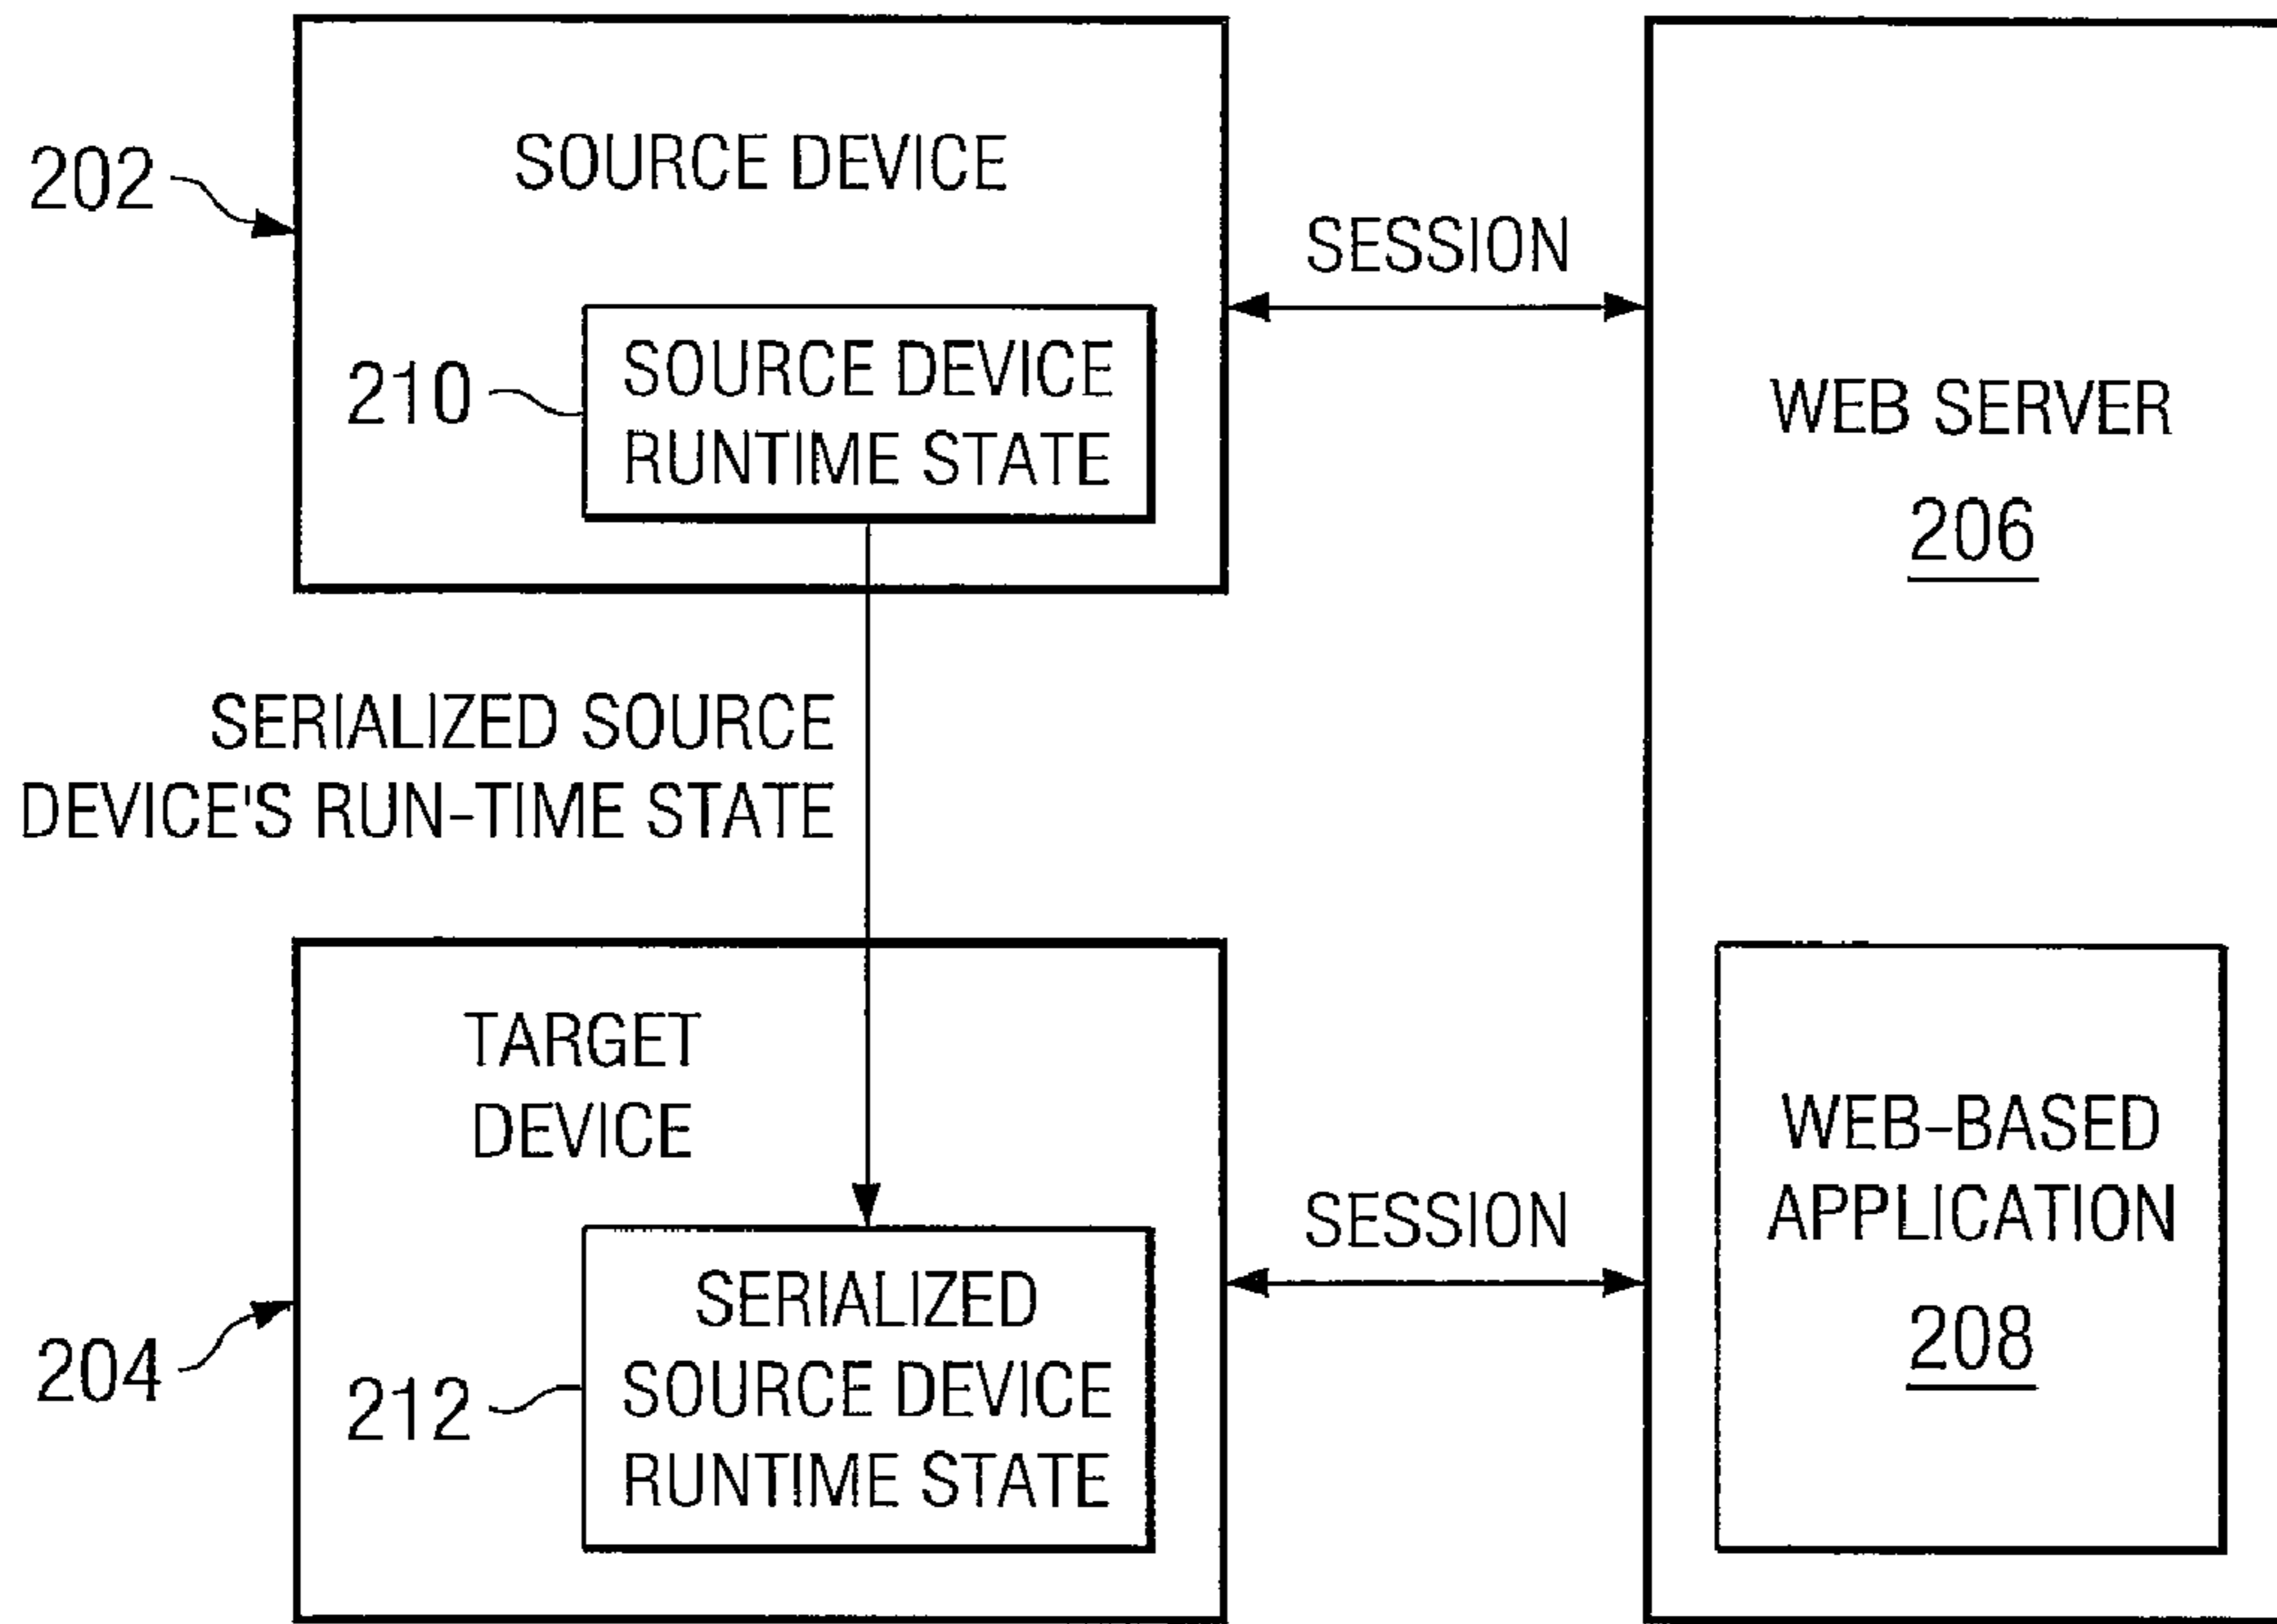 SOURCE DEVICE
202
SESSION
210
SOURCE DEVICE
RUNTIME STATE
WEB SERVER
206
SERIALIZED SOURCE
DEVICE'S RUN-TIME STATE
TARGET
DEVICE
WEB-BASED
APPLICATION
208
SESSION
204
212
SERIALIZED
SOURCE DEVICE
RUNTIME STATE